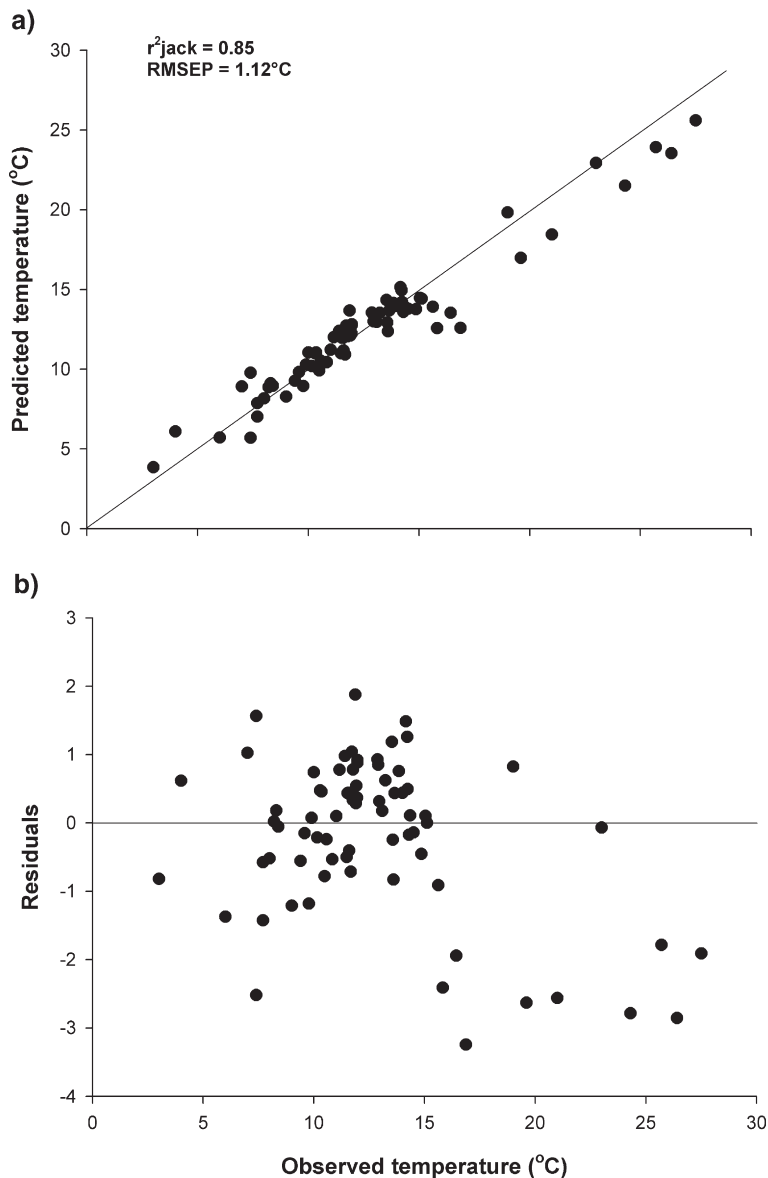 a)
r²jack = 0.85
RMSEP = 1.12°C
30
25
20
15
10
5
0
Predicted temperature (°C)
b)
3
2
1
0
-1
-2
-3
-4
Residuals
0 5 10 15 20 25 30
Observed temperature (°C)